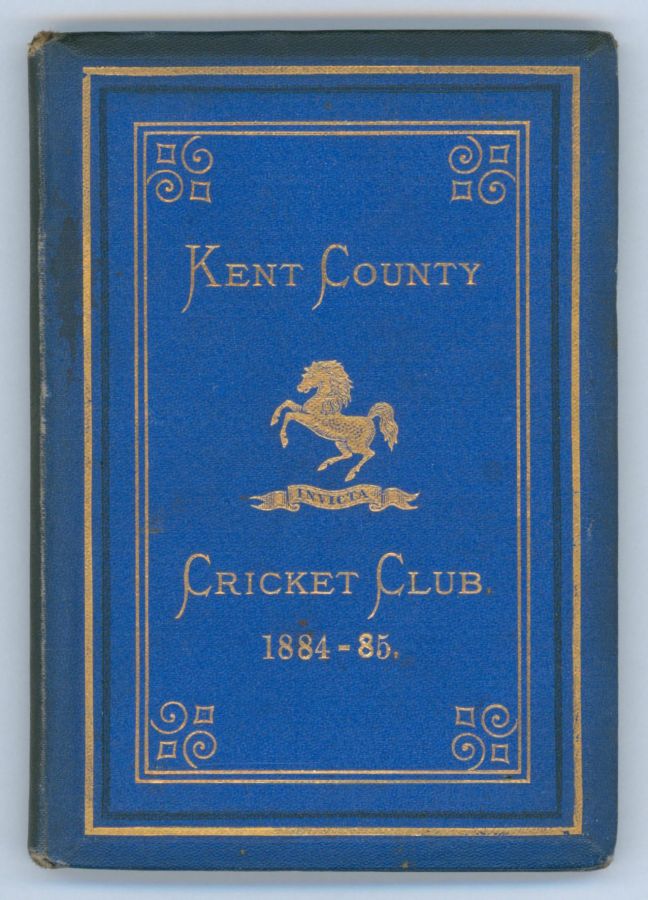 KENT COUNTY
INVICTA
CRICKET CLUB.
1884-85.